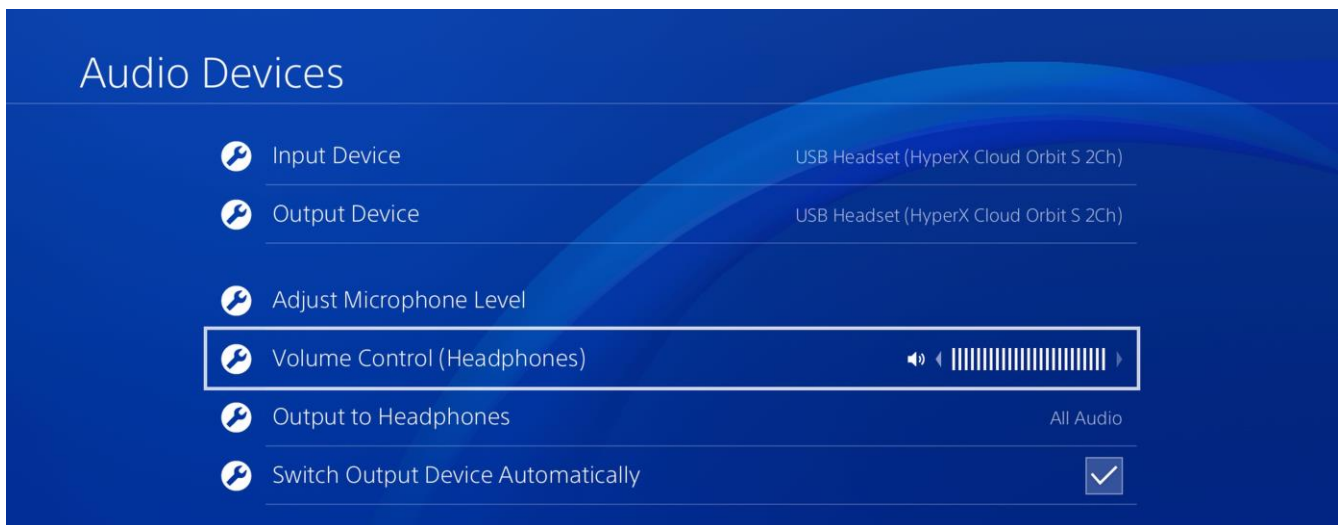 Audio Devices
Input Device USB Headset (HyperX Cloud Orbit S 2Ch)
Output Device USB Headset (HyperX Cloud Orbit S 2Ch)
Adjust Microphone Level
Volume Control (Headphones)
Output to Headphones All Audio
Switch Output Device Automatically